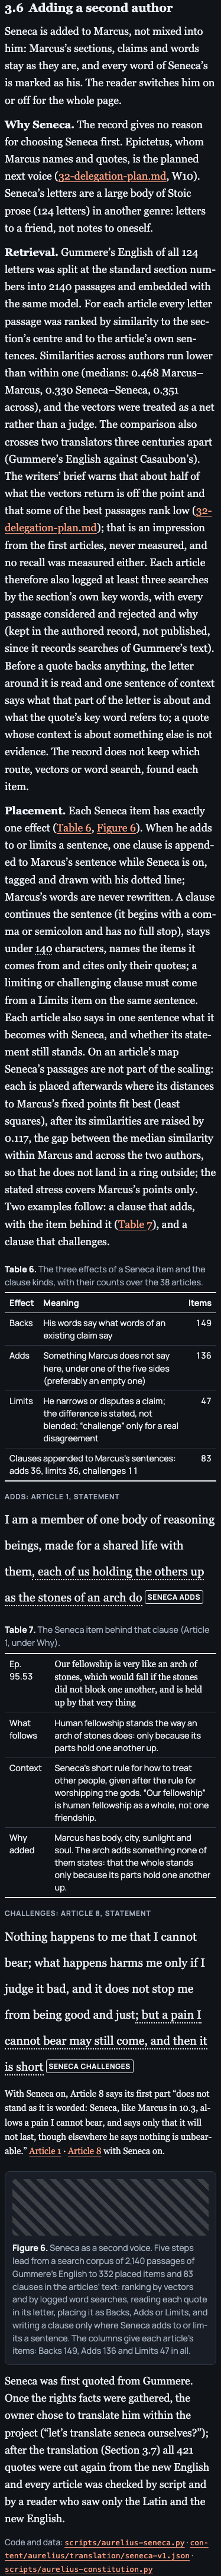 3.6 Adding a second author
Seneca is added to Marcus, not mixed into
him: Marcus's sections, claims and words
stay as they are, and every word of Seneca's
is marked as his. The reader switches him on
or off for the whole page.
Why Seneca. The record gives no reason
for choosing Seneca first. Epictetus, whom
Marcus names and quotes, is the planned
next voice (32-delegation-plan.md, W10).
Seneca's letters are a large body of Stoic
prose (124 letters) in another genre: letters
to a friend, not notes to oneself.
Retrieval. Gummere's English of all 124
letters was split at the standard section num-
bers into 2140 passages and embedded with
the same model. For each article every letter
passage was ranked by similarity to the sec-
tion's centre and to the article's own sen-
tences. Similarities across authors run lower
than within one (medians: 0.468 Marcus–
Marcus, 0.330 Seneca–Seneca, 0.351
across), and the vectors were treated as a net
rather than a judge. The comparison also
crosses two translators three centuries apart
(Gummere's English against Casaubon's).
The writers' brief warns that about half of
what the vectors return is off the point and
that some of the best passages rank low (32-
delegation-plan.md); that is an impression
from the first articles, never measured, and
no recall was measured either. Each article
therefore also logged at least three searches
by the section's own key words, with every
passage considered and rejected and why
(kept in the authored record, not published,
since it records searches of Gummere's text).
Before a quote backs anything, the letter
around it is read and one sentence of context
says what that part of the letter is about and
what the quote's key word refers to; a quote
whose context is about something else is not
evidence. The record does not keep which
route, vectors or word search, found each
item.
Placement. Each Seneca item has exactly
one effect (Table 6, Figure 6). When he adds
to or limits a sentence, one clause is append-
ed to Marcus's sentence while Seneca is on,
tagged and drawn with his dotted line;
Marcus's words are never rewritten. A clause
continues the sentence (it begins with a com-
ma or semicolon and has no full stop), stays
under 140 characters, names the items it
comes from and cites only their quotes; a
limiting or challenging clause must come
from a Limits item on the same sentence.
Each article also says in one sentence what it
becomes with Seneca, and whether its state-
ment still stands. On an article's map
Seneca's passages are not part of the scaling:
each is placed afterwards where its distances
to Marcus's fixed points fit best (least
squares), after its similarities are raised by
0.117, the gap between the median similarity
within Marcus and across the two authors,
so that he does not land in a ring outside; the
stated stress covers Marcus's points only.
Two examples follow: a clause that adds,
with the item behind it (Table 7), and a
clause that challenges.
Table 6. The three effects of a Seneca item and the
clause kinds, with their counts over the 38 articles.
Effect Meaning Items
Backs His words say what words of an 149
existing claim say
Adds Something Marcus does not say 136
here, under one of the five sides
(preferably an empty one)
Limits He narrows or disputes a claim; 47
the difference is stated, not
blended; “challenge” only for real
disagreement
Clauses appended to Marcus's sentences: 83
adds 36, limits 36, challenges 11
ADDS: ARTICLE 1, STATEMENT
I am a member of one body of reasoning
beings, made for a shared life with
them, each of us holding the others up
as the stones of an arch do SENECA ADDS
Table 7. The Seneca item behind that clause (Article
1, under Why).
Ep. Our fellowship is very like an arch of
95.53 stones, which would fall if the stones
did not block one another, and is held
up by that very thing
What Human fellowship stands the way an
follows arch of stones does: only because its
parts hold one another up.
Context Seneca's short rule for how to treat
other people, given after the rule for
worshipping the gods. “Our fellowship”
is human fellowship as a whole, not one
friendship.
Why Marcus has body, city, sunlight and
added soul. The arch adds something none of
them states: that the whole stands
only because its parts hold one another
up.
CHALLENGES: ARTICLE 8, STATEMENT
Nothing happens to me that I cannot
bear; what happens harms me only if I
judge it bad, and it does not stop me
from being good and just; but a pain I
cannot bear may still come, and then it
is short SENECA CHALLENGES
With Seneca on, Article 8 says its first part “does not
stand as it is worded: Seneca, like Marcus in 10.3, al-
lows a pain I cannot bear, and says only that it will
not last, though elsewhere he says nothing is unbear-
able.” Article 1 · Article 8 with Seneca on.
Figure 6. Seneca as a second voice. Five steps
lead from a search corpus of 2,140 passages of
Gummere's English to 332 placed items and 83
clauses in the articles' text: ranking by vectors
and by logged word searches, reading each quote
in its letter, placing it as Backs, Adds or Limits, and
writing a clause only where Seneca adds to or lim-
its a sentence. The columns give each article's
items: Backs 149, Adds 136 and Limits 47 in all.
Seneca was first quoted from Gummere.
Once the rights facts were gathered, the
owner chose to translate him within the
project (“let's translate seneca ourselves?”);
after the translation (Section 3.7) all 421
quotes were cut again from the new English
and every article was checked by script and
by a reader who saw only the Latin and the
new English.
Code and data: scripts/aurelius-seneca.py · con-
tent/aurelius/translation/seneca-v1.json ·
scripts/aurelius-constitution.py